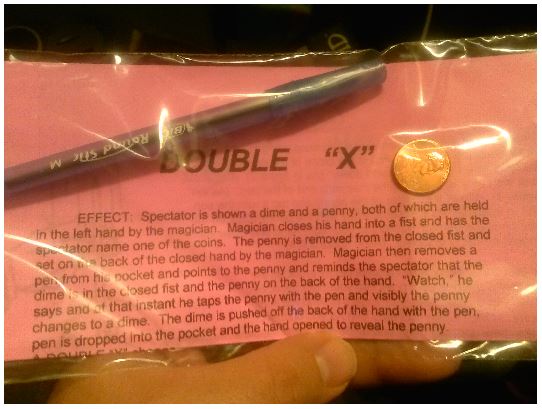 BIC Round Stic M
DOUBLE "X"
EFFECT: Spectator is shown a dime and a penny, both of which are held
in the left hand by the magician. Magician closes his hand into a fist and has the
spectator name one of the coins. The penny is removed from the closed fist and
set on the back of the closed hand by the magician. Magician then removes a
pen from his pocket and points to the penny and reminds the spectator that the
dime is in the closed fist and the penny on the back of the hand. "Watch," he
says and at that instant he taps the penny with the pen and visibly the penny
changes to a dime. The dime is pushed off the back of the hand with the pen,
pen is dropped into the pocket and the hand opened to reveal the penny.
A DOUBLE "X"